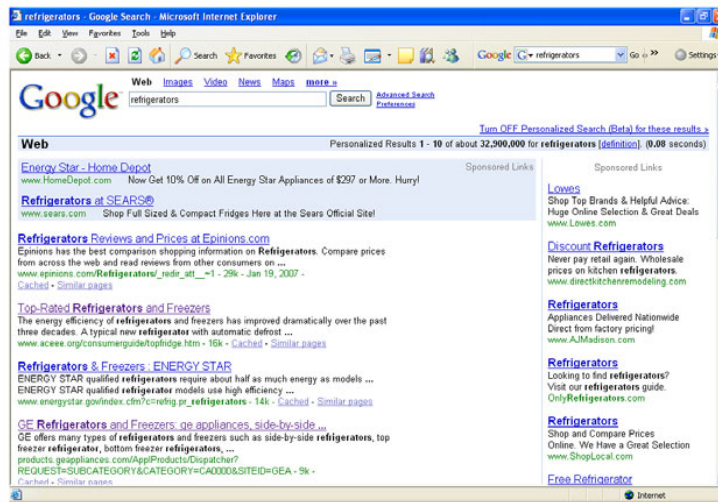 refrigerators - Google Search - Microsoft Internet Explorer
File Edit View Favorites Tools Help
Back Search Favorites Google G refrigerators Go Settings
Web Images Video News Maps more »
Google refrigerators Search Advanced Search
Preferences
Turn OFF Personalized Search (Beta) for these results »
Web Personalized Results 1 - 10 of about 32,900,000 for refrigerators [definition]. (0.08 seconds)
Energy Star - Home Depot Sponsored Links
www.HomeDepot.com Now Get 10% Off on All Energy Star Appliances of $297 or More. Hurry!
Refrigerators at SEARS®
www.sears.com Shop Full Sized & Compact Fridges Here at the Sears Official Site!
Refrigerators Reviews and Prices at Epinions.com
Epinions has the best comparison shopping information on Refrigerators. Compare prices
from across the web and read reviews from other consumers on ...
www.epinions.com/Refrigerators/_redir_att__~1 - 29k - Jan 19, 2007 -
Cached - Similar pages
Top-Rated Refrigerators and Freezers
The energy efficiency of refrigerators and freezers has improved dramatically over the past
three decades. A typical new refrigerator with automatic defrost ...
www.aceee.org/consumerguide/topfridge.htm - 16k - Cached - Similar pages
Refrigerators & Freezers : ENERGY STAR
ENERGY STAR qualified refrigerators require about half as much energy as models ...
ENERGY STAR qualified refrigerator models use high efficiency ...
www.energystar.gov/index.cfm?c=refrig.pr_refrigerators - 14k - Cached - Similar pages
GE Refrigerators and Freezers: ge appliances, side-by-side ...
GE offers many types of refrigerators and freezers such as side-by-side refrigerators, top
freezer refrigerator, bottom freezer refrigerators, ...
products.geappliances.com/ApplProducts/Dispatcher?
REQUEST=SUBCATEGORY&CATEGORY=CA0000&SITEID=GEA - 9k -
Cached - Similar pages
Sponsored Links
Lowes
Shop Top Brands & Helpful Advice:
Huge Online Selection & Great Deals
www.Lowes.com
Discount Refrigerators
Never pay retail again. Wholesale
prices on kitchen refrigerators.
www.directkitchenremodeling.com
Refrigerators
Appliances Delivered Nationwide
Direct from factory pricing!
www.AJMadison.com
Refrigerators
Looking to find refrigerators?
Visit our refrigerators guide.
OnlyRefrigerators.com
Refrigerators
Shop and Compare Prices
Online. We Have a Great Selection
www.ShopLocal.com
Free Refrigerator
Internet